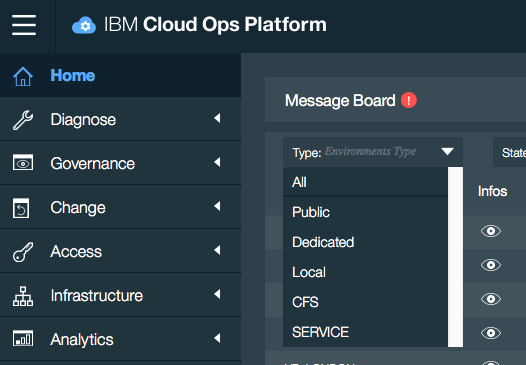 IBM Cloud Ops Platform
Home
Message Board !
Diagnose
Type: Environments Type
State
All
Infos
Governance
Public
Change
Dedicated
Access
Local
Infrastructure
CFS
Analytics
SERVICE